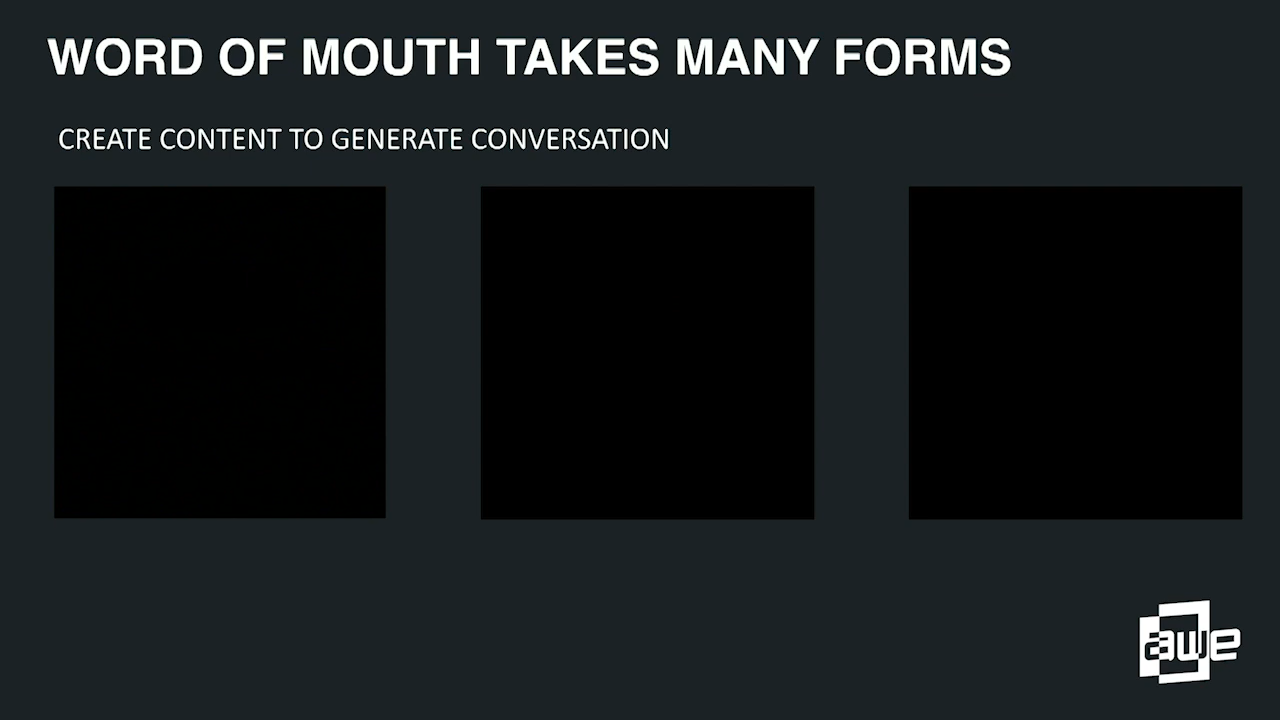 WORD OF MOUTH TAKES MANY FORMS
CREATE CONTENT TO GENERATE CONVERSATION
awe